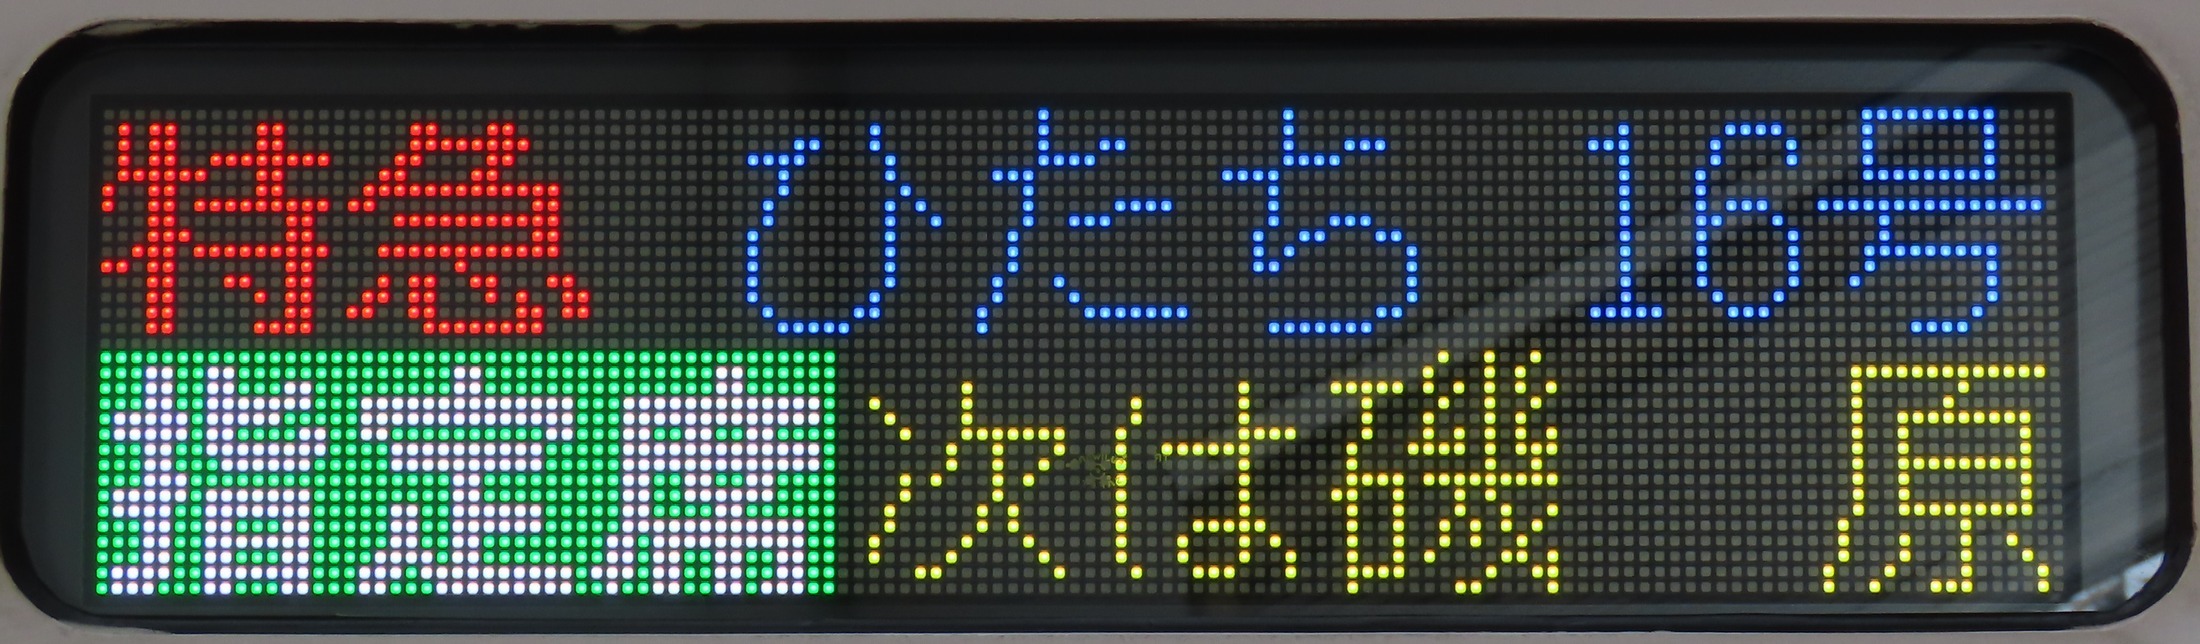 特急 ひたち 16号
指定席 次は 磯 原